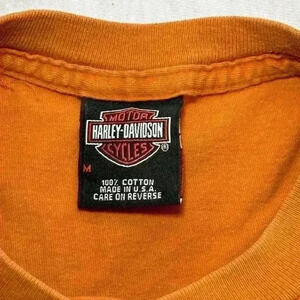 MOTOR
HARLEY-DAVIDSON
CYCLES
®
M
100% COTTON
MADE IN U.S.A.
CARE ON REVERSE